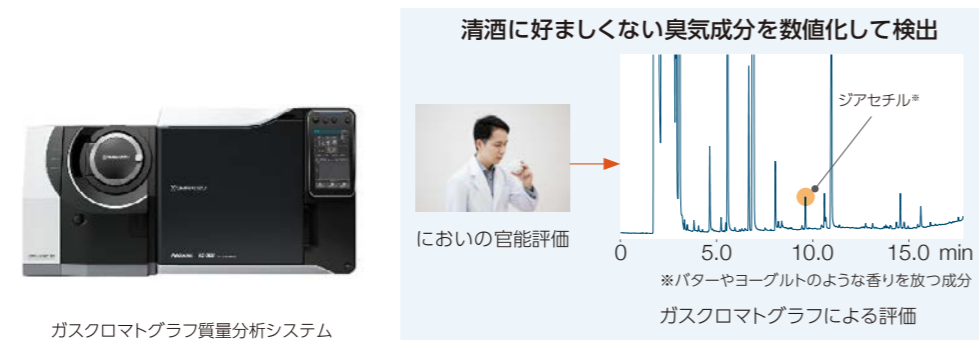 清酒に好ましくない臭気成分を数値化して検出
ジアセチル※
においの官能評価
0 5.0 10.0 15.0 min
※バターやヨーグルトのような香りを放つ成分
ガスクロマトグラフによる評価
SHIMADZU
SHIMADZU
ガスクロマトグラフ質量分析システム